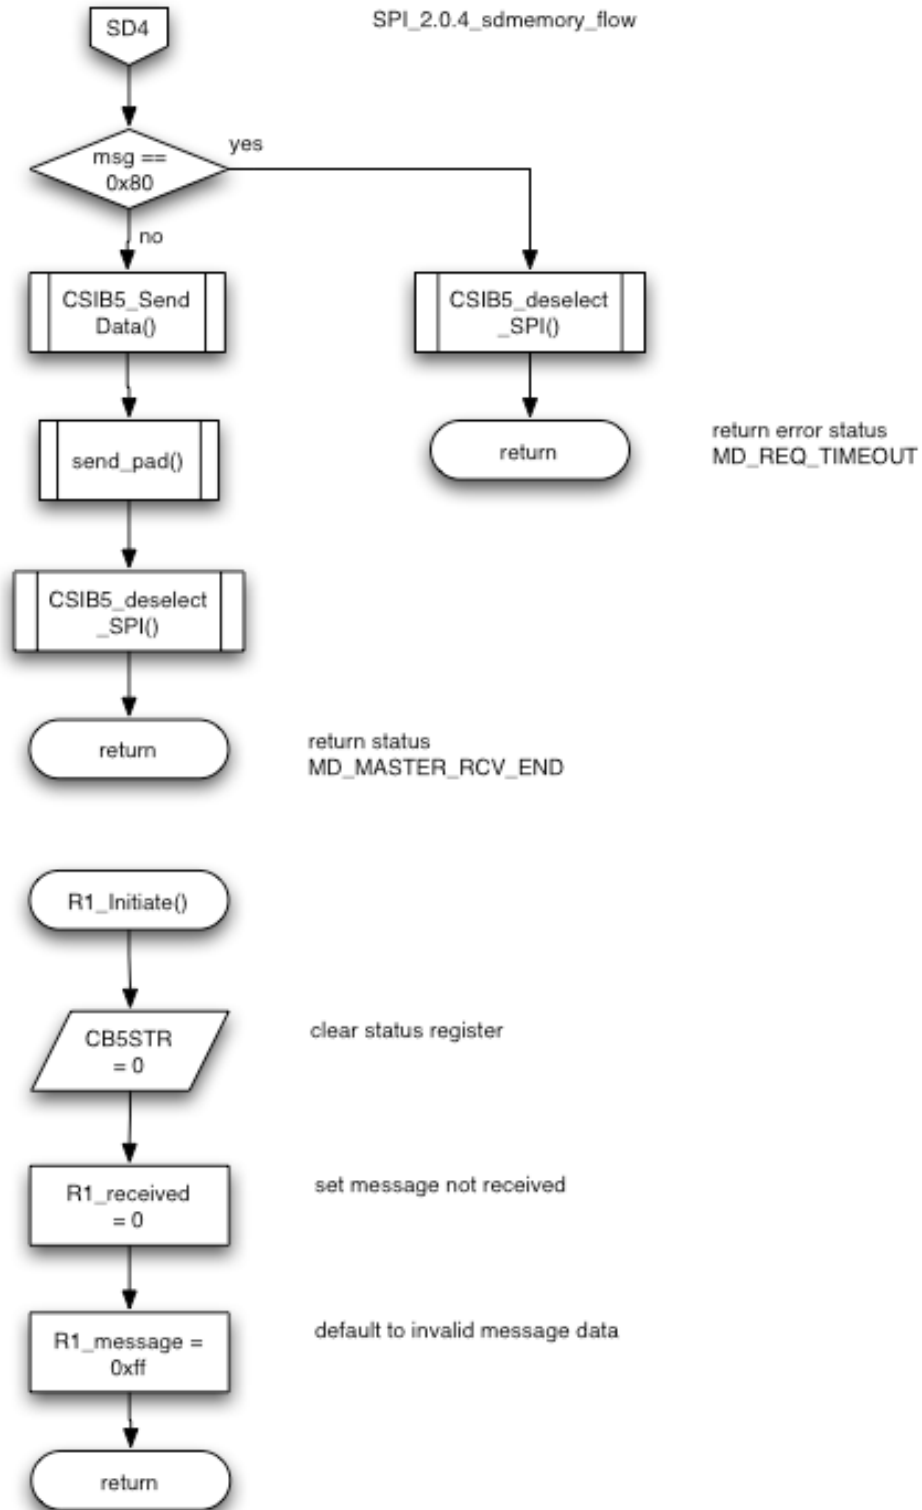 SD4
SPI_2.0.4_sdmemory_flow
msg ==
0x80
yes
no
CSIB5_Send
Data()
CSIB5_deselect
_SPI()
send_pad()
return
return error status
MD_REQ_TIMEOUT
CSIB5_deselect
_SPI()
return
return status
MD_MASTER_RCV_END
R1_Initiate()
CB5STR
= 0
clear status register
R1_received
= 0
set message not received
R1_message =
0xff
default to invalid message data
return